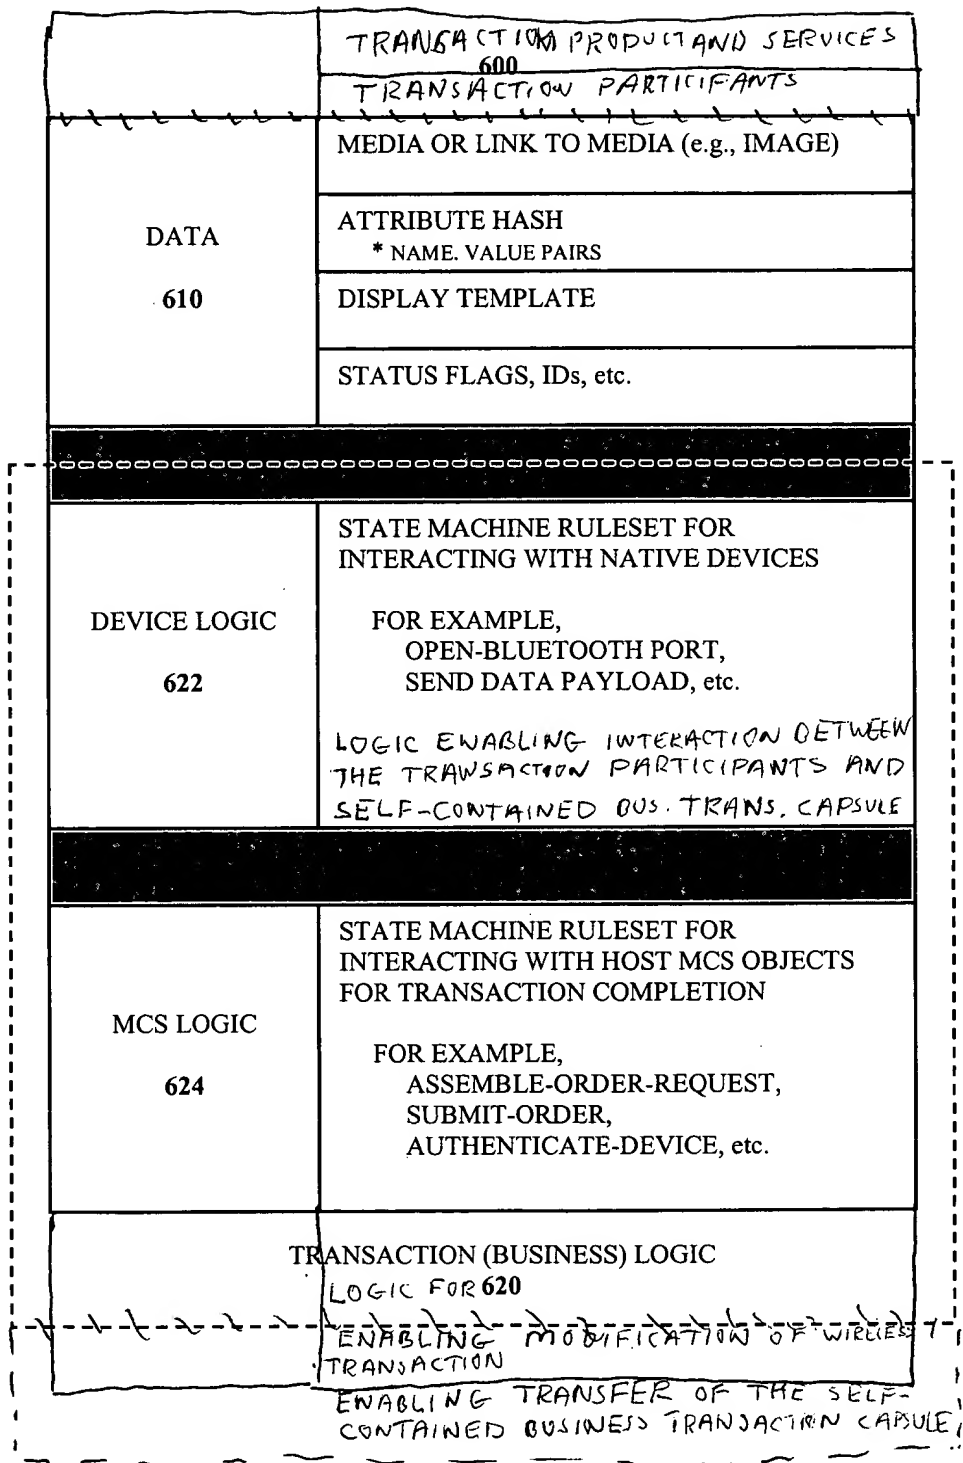 TRANSACTION PRODUCT AND SERVICES
600
TRANSACTION PARTICIPANTS
MEDIA OR LINK TO MEDIA (e.g., IMAGE)
DATA
610
ATTRIBUTE HASH
* NAME. VALUE PAIRS
DISPLAY TEMPLATE
STATUS FLAGS, IDs, etc.
DEVICE LOGIC
622
STATE MACHINE RULESET FOR
INTERACTING WITH NATIVE DEVICES
FOR EXAMPLE,
OPEN-BLUETOOTH PORT,
SEND DATA PAYLOAD, etc.
LOGIC ENABLING INTERACTION BETWEEN
THE TRANSACTION PARTICIPANTS AND
SELF-CONTAINED BUS. TRANS. CAPSULE
MCS LOGIC
624
STATE MACHINE RULESET FOR
INTERACTING WITH HOST MCS OBJECTS
FOR TRANSACTION COMPLETION
FOR EXAMPLE,
ASSEMBLE-ORDER-REQUEST,
SUBMIT-ORDER,
AUTHENTICATE-DEVICE, etc.
TRANSACTION (BUSINESS) LOGIC
LOGIC FOR 620
ENABLING MODIFICATION OF WIRLESS
TRANSACTION
ENABLING TRANSFER OF THE SELF-
CONTAINED BUSINESS TRANSACTION CAPSULE